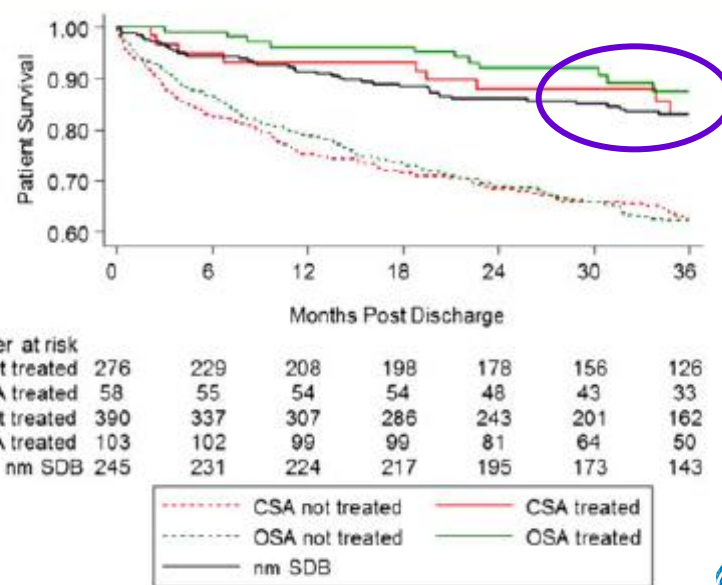 1.00
0.90
0.80
0.70
0.60
Patient Survival
0 6 12 18 24 30 36
Months Post Discharge
er at risk
t treated 276 229 208 198 178 156 126
A treated 58 55 54 54 48 43 33
t treated 390 337 307 286 243 201 162
A treated 103 102 99 99 81 64 50
nm SDB 245 231 224 217 195 173 143
CSA not treated CSA treated
OSA not treated OSA treated
nm SDB